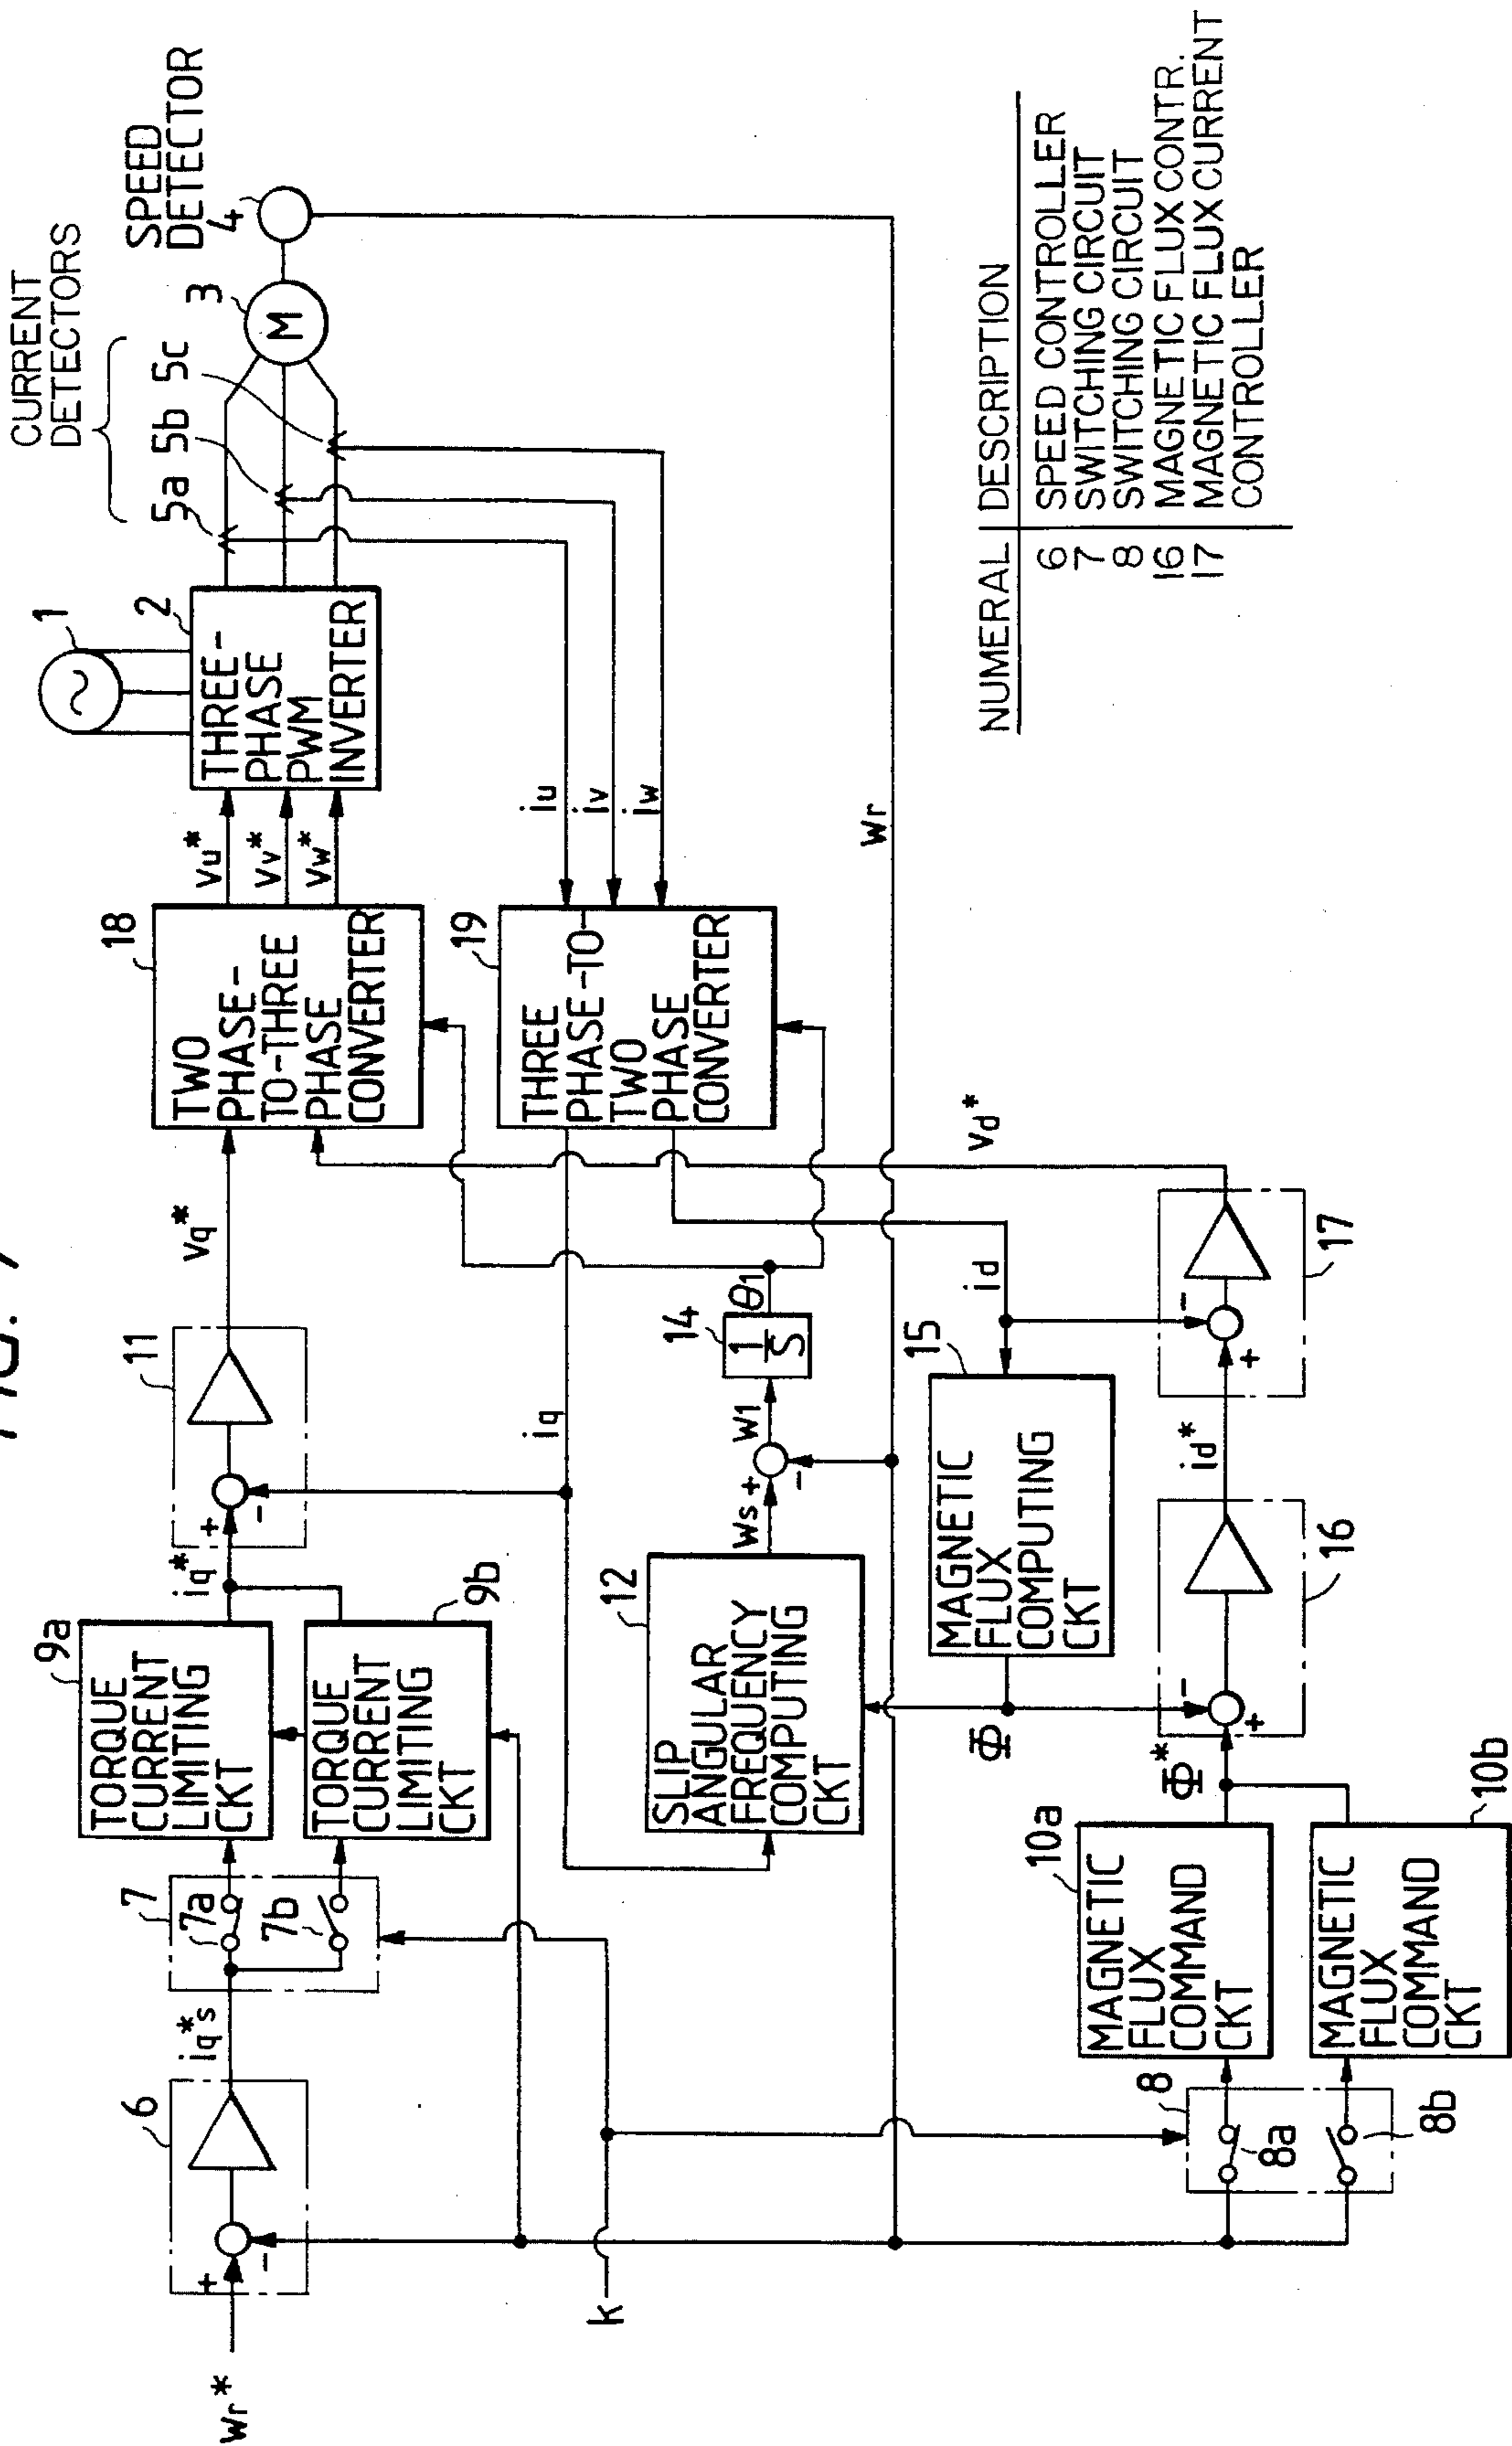 CURRENT
DETECTORS
SPEED
DETECTOR
1
2
THREE-
PHASE
PWM
INVERTER
5a
5b
5c
3
M
4
18
TWO
PHASE-
TO-THREE
PHASE
CONVERTER
vu*
vv*
vw*
19
THREE
PHASE-TO-
TWO
PHASE
CONVERTER
iu
iv
iw
wr
wr*
+
-
6
iq*s
7
7a
7b
9a
TORQUE
CURRENT
LIMITING
CKT
9b
TORQUE
CURRENT
LIMITING
CKT
iq*
+
-
11
vq*
iq
k
12
SLIP
ANGULAR
FREQUENCY
COMPUTING
CKT
ws
+
-
w1
14
1
S
θ1
15
MAGNETIC
FLUX
COMPUTING
CKT
id
Φ
8
8a
8b
10a
MAGNETIC
FLUX
COMMAND
CKT
10b
MAGNETIC
FLUX
COMMAND
CKT
Φ*
+
-
16
id*
+
-
17
vd*
NUMERAL DESCRIPTION
6 SPEED CONTROLLER
7 SWITCHING CIRCUIT
8 SWITCHING CIRCUIT
16 MAGNETIC FLUX CONTR.
17 MAGNETIC FLUX CURRENT
CONTROLLER